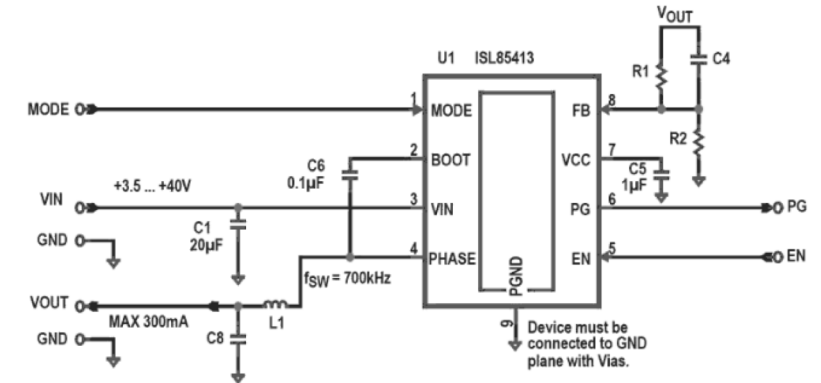 VOUT
U1 ISL85413
R1
C4
MODE
1
MODE
FB
8
R2
2
BOOT
VCC
7
C6
0.1µF
C5
1µF
+3.5 ... +40V
VIN
3
VIN
PG
6
PG
C1
20µF
GND
4
PHASE
EN
5
EN
fSW = 700kHz
PGND
VOUT
MAX 300mA
L1
C8
GND
9
Device must be
connected to GND
plane with Vias.